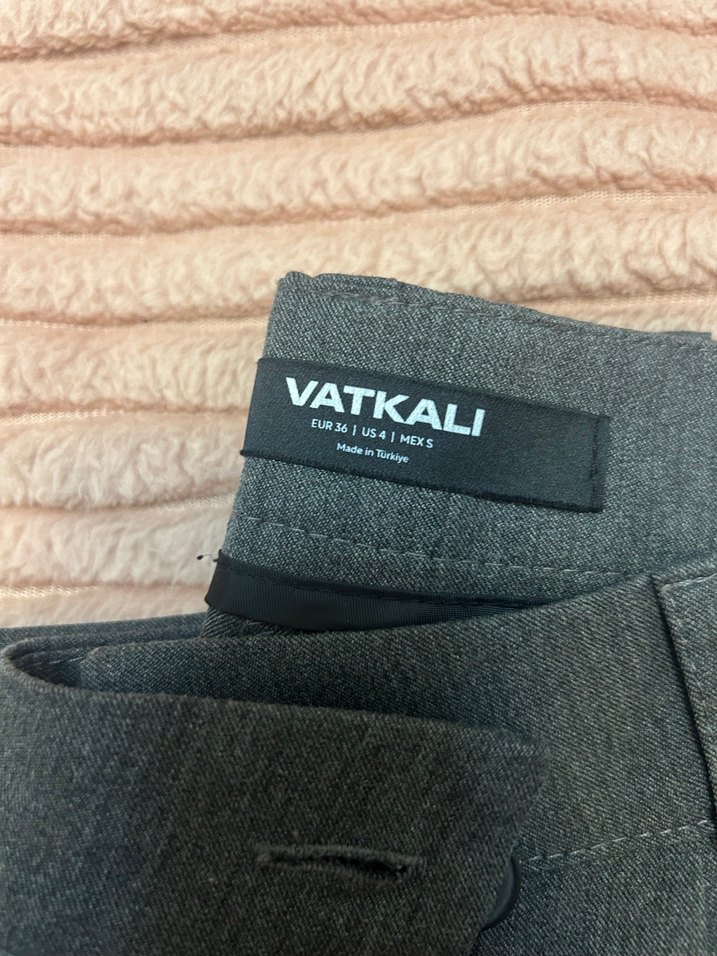 VATKALI
EUR 36 | US 4 | MEX S
Made in Türkiye